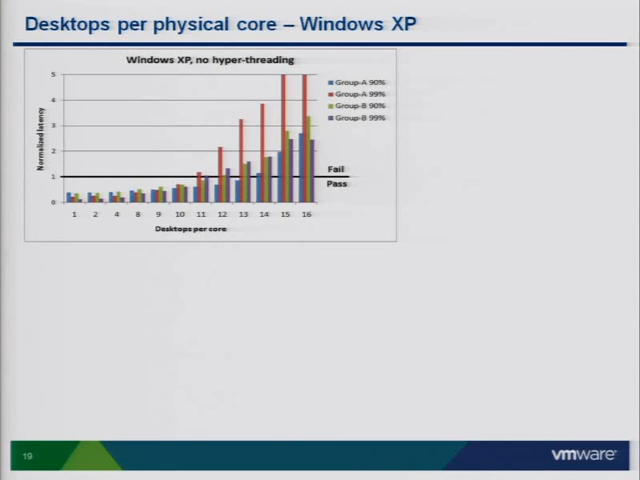 Desktops per physical core – Windows XP
Windows XP, no hyper-threading
5
4
3
2
1
0
Normalized latency
Group-A 90%
Group-A 99%
Group-B 90%
Group-B 99%
Fail
Pass
1 2 4 8 9 10 11 12 13 14 15 16
Desktops per core
19
vmware